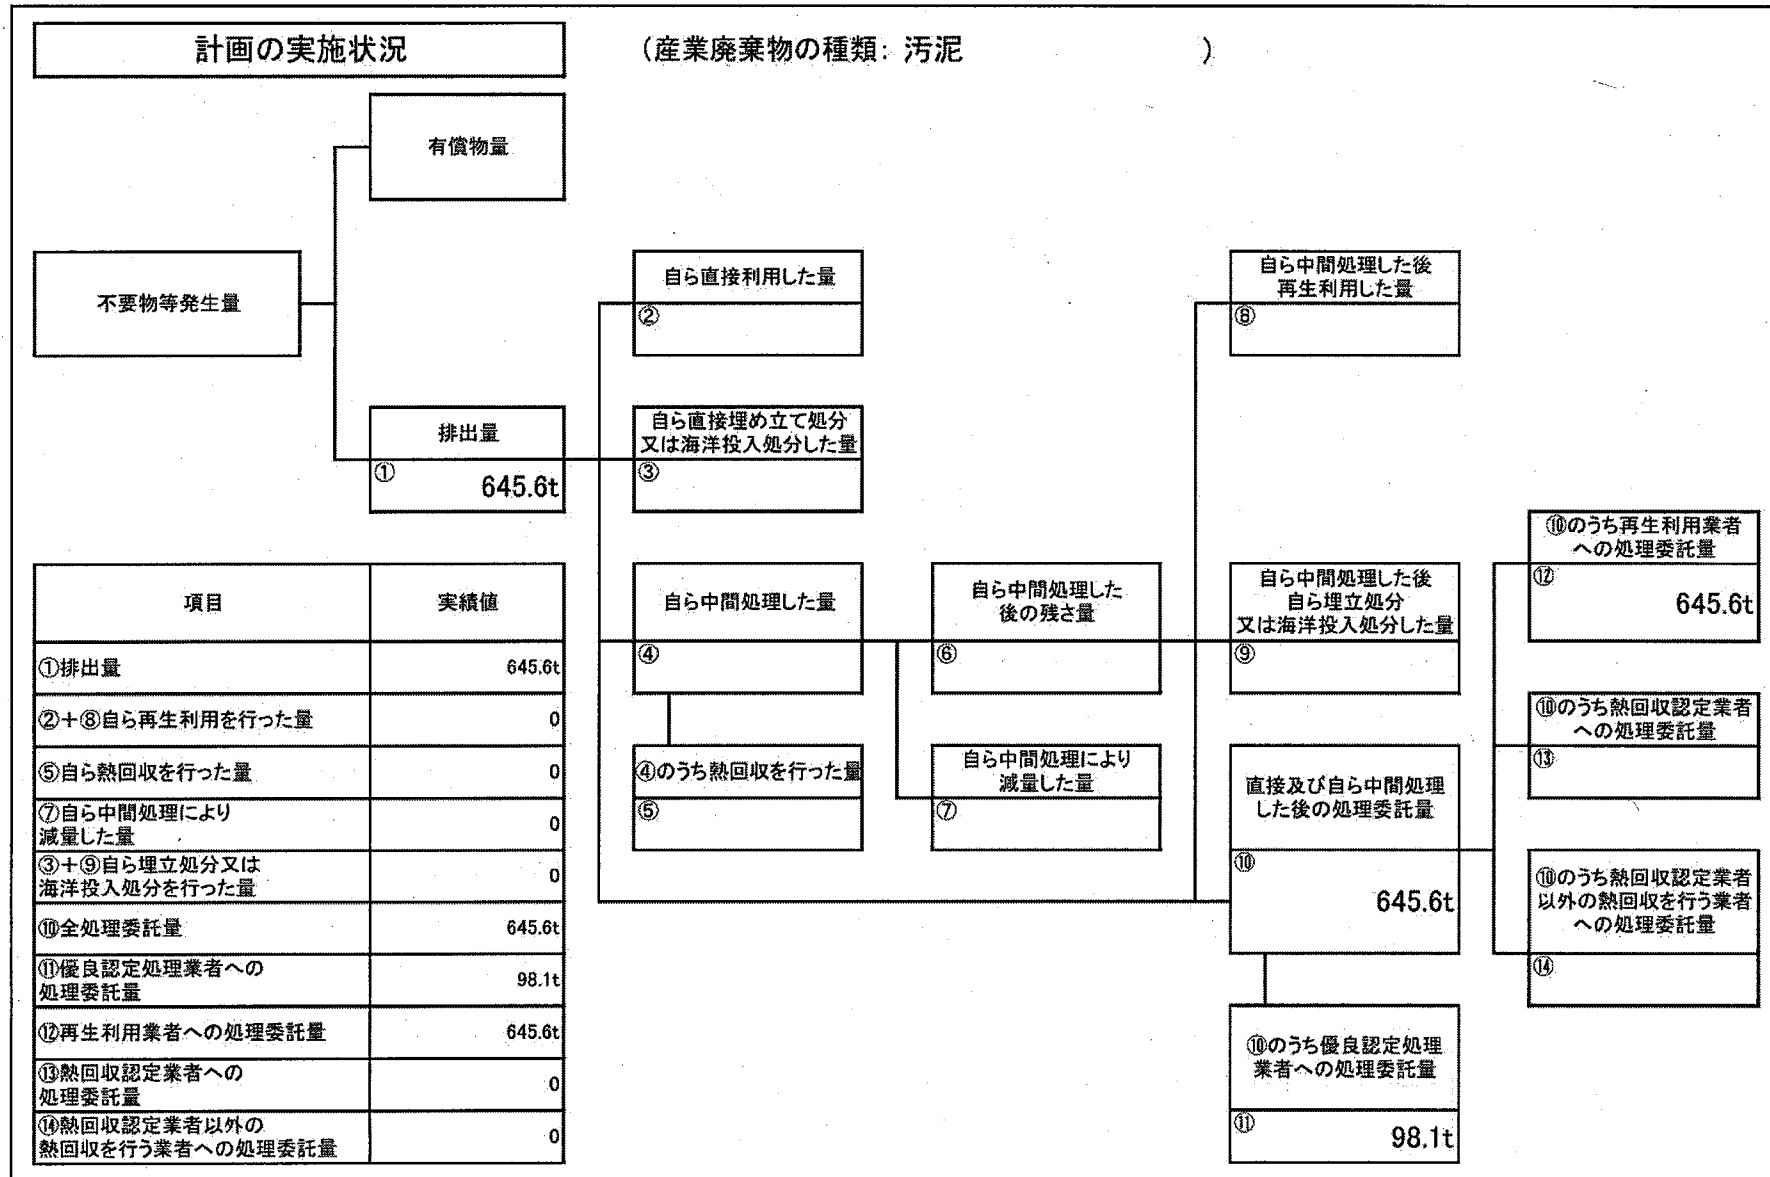 計画の実施状況
（産業廃棄物の種類：汚泥　　　　　　）
有償物量
不要物等発生量
自ら直接利用した量
②
自ら中間処理した後
再生利用した量
⑧
排出量
①
645.6t
自ら直接埋め立て処分
又は海洋投入処分した量
③
⑩のうち再生利用業者
への処理委託量
⑫
645.6t
自ら中間処理した量
④
自ら中間処理した
後の残さ量
⑥
自ら中間処理した後
自ら埋立処分
又は海洋投入処分した量
⑨
⑩のうち熱回収認定業者
への処理委託量
⑬
④のうち熱回収を行った量
⑤
自ら中間処理により
減量した量
⑦
直接及び自ら中間処理
した後の処理委託量
⑩
645.6t
⑩のうち熱回収認定業者
以外の熱回収を行う業者
への処理委託量
⑭
⑩のうち優良認定処理
業者への処理委託量
⑪
98.1t
項目 実績値
①排出量 645.6t
②＋⑧自ら再生利用を行った量 0
⑤自ら熱回収を行った量 0
⑦自ら中間処理により
減量した量 0
③＋⑨自ら埋立処分又は
海洋投入処分を行った量 0
⑩全処理委託量 645.6t
⑪優良認定処理業者への
処理委託量 98.1t
⑫再生利用業者への処理委託量 645.6t
⑬熱回収認定業者への
処理委託量 0
⑭熱回収認定業者以外の
熱回収を行う業者への処理委託量 0